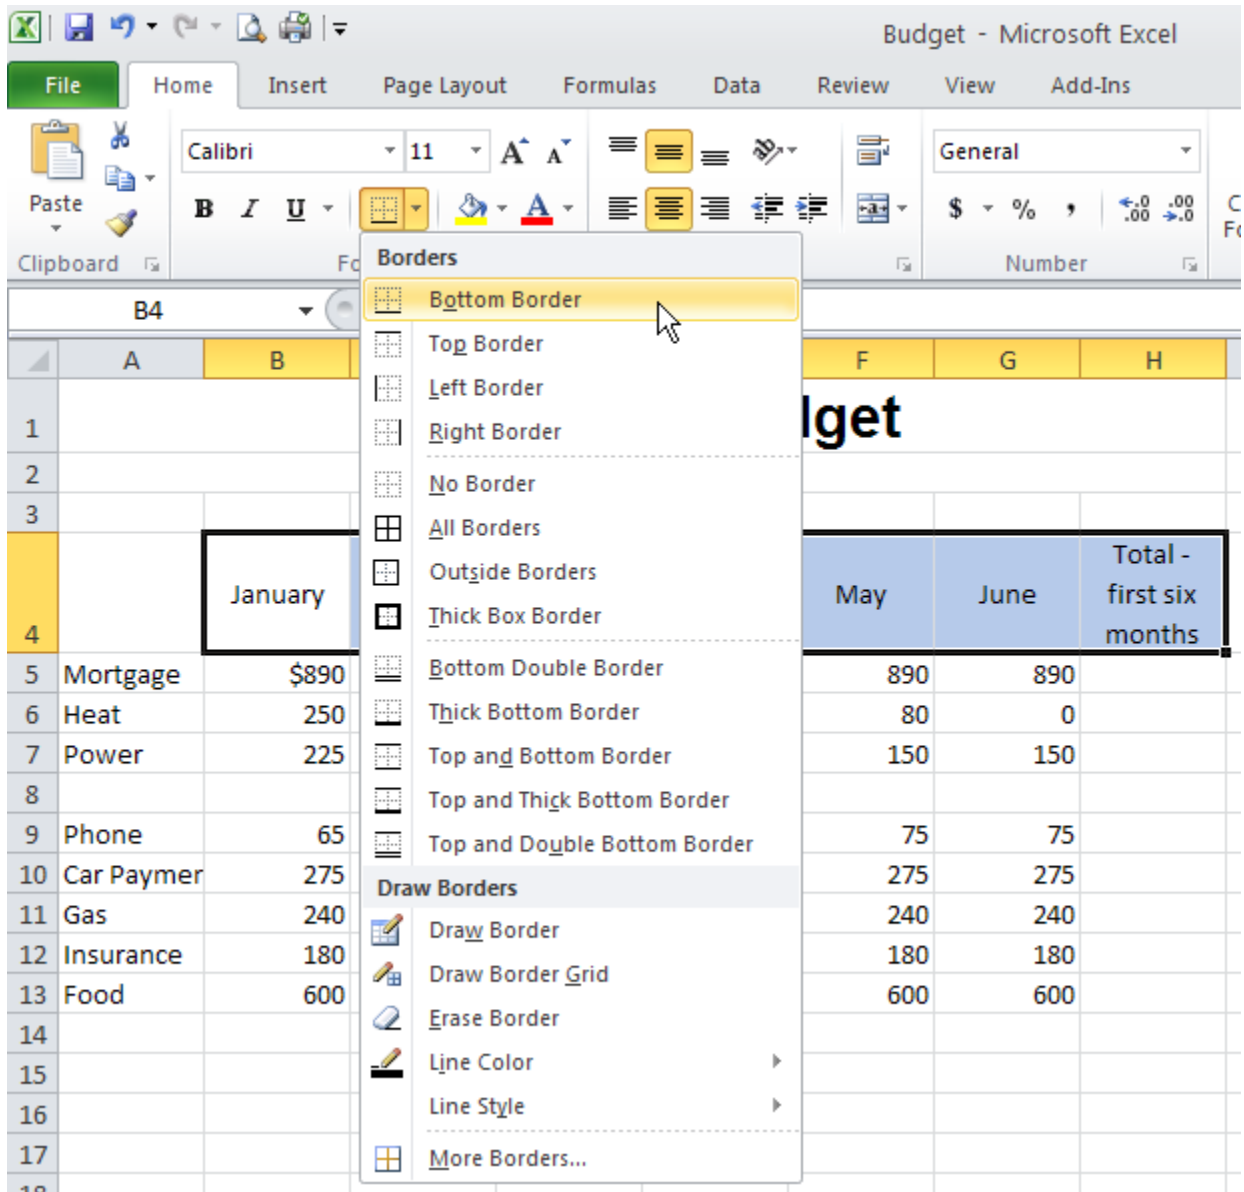 Budget - Microsoft Excel
File Home Insert Page Layout Formulas Data Review View Add-Ins
Calibri 11 General
Paste B I U $ % ,
Clipboard Number
B4
Borders
Bottom Border
Top Border
Left Border
Right Border
No Border
All Borders
Outside Borders
Thick Box Border
Bottom Double Border
Thick Bottom Border
Top and Bottom Border
Top and Thick Bottom Border
Top and Double Bottom Border
Draw Borders
Draw Border
Draw Border Grid
Erase Border
Line Color
Line Style
More Borders...
A B F G H
1 dget
2
3
4 January May June Total - first six months
5 Mortgage $890 890 890
6 Heat 250 80 0
7 Power 225 150 150
8
9 Phone 65 75 75
10 Car Paymer 275 275 275
11 Gas 240 240 240
12 Insurance 180 180 180
13 Food 600 600 600
14
15
16
17
18